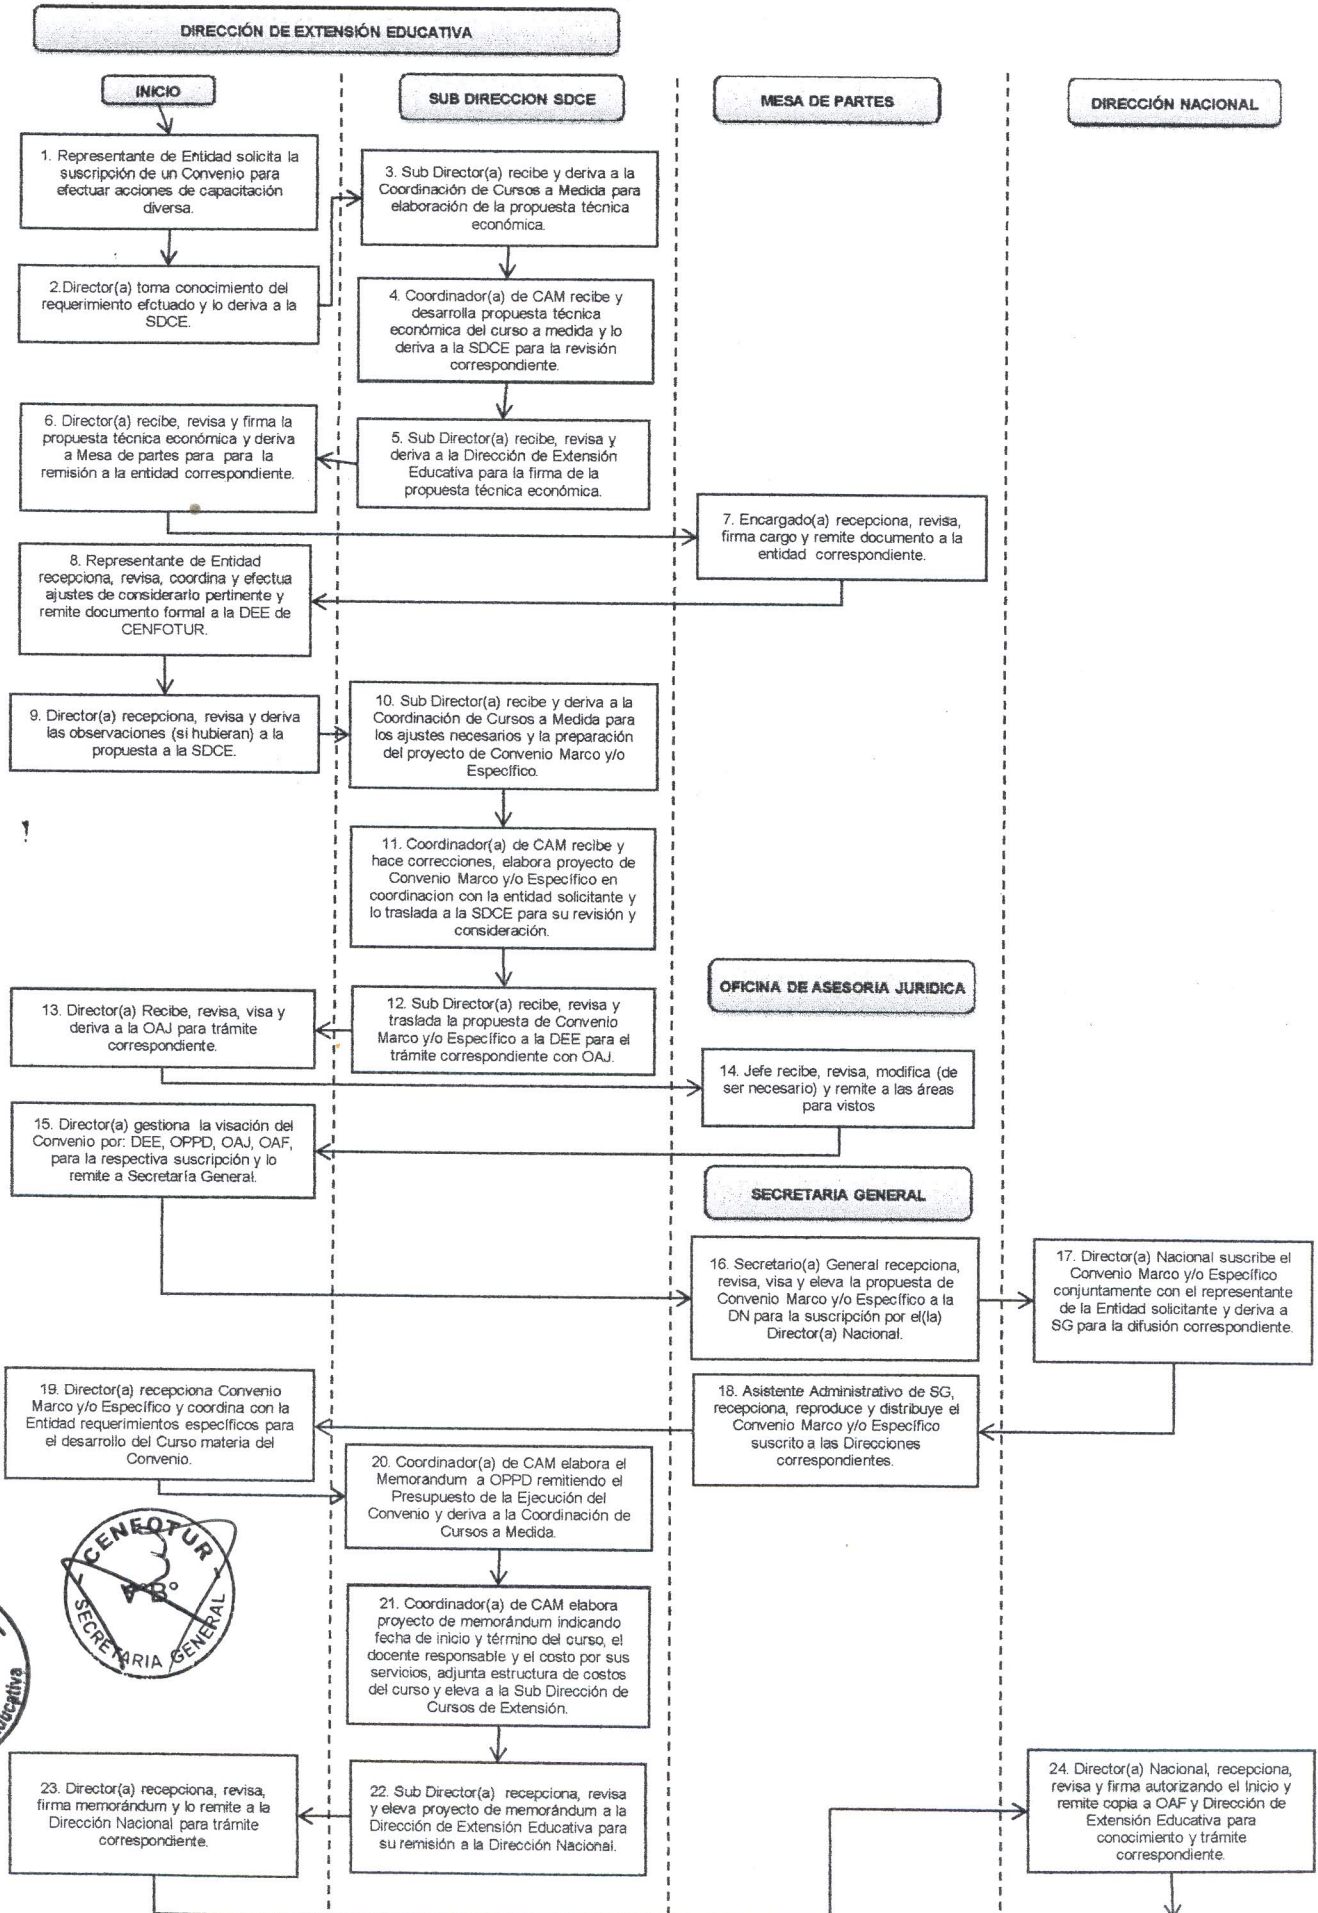 DIRECCIÓN DE EXTENSIÓN EDUCATIVA
INICIO
SUB DIRECCION SDCE
MESA DE PARTES
DIRECCIÓN NACIONAL
1. Representante de Entidad solicita la
suscripción de un Convenio para
efectuar acciones de capacitación
diversa.
2.Director(a) toma conocimiento del
requerimiento efctuado y lo deriva a la
SDCE.
3. Sub Director(a) recibe y deriva a la
Coordinación de Cursos a Medida para
elaboración de la propuesta técnica
económica.
4. Coordinador(a) de CAM recibe y
desarrolla propuesta técnica
económica del curso a medida y lo
deriva a la SDCE para la revisión
correspondiente.
5. Sub Director(a) recibe, revisa y
deriva a la Dirección de Extensión
Educativa para la firma de la
propuesta técnica económica.
6. Director(a) recibe, revisa y firma la
propuesta técnica económica y deriva
a Mesa de partes para para la
remisión a la entidad correspondiente.
7. Encargado(a) recepciona, revisa,
firma cargo y remite documento a la
entidad correspondiente.
8. Representante de Entidad
recepciona, revisa, coordina y efectua
ajustes de considerarlo pertinente y
remite documento formal a la DEE de
CENFOTUR.
9. Director(a) recepciona, revisa y deriva
las observaciones (si hubieran) a la
propuesta a la SDCE.
10. Sub Director(a) recibe y deriva a la
Coordinación de Cursos a Medida para
los ajustes necesarios y la preparación
del proyecto de Convenio Marco y/o
Específico.
11. Coordinador(a) de CAM recibe y
hace correcciones, elabora proyecto de
Convenio Marco y/o Específico en
coordinacion con la entidad solicitante y
lo traslada a la SDCE para su revisión y
consideración.
12. Sub Director(a) recibe, revisa y
traslada la propuesta de Convenio
Marco y/o Específico a la DEE para el
trámite correspondiente con OAJ.
13. Director(a) Recibe, revisa, visa y
deriva a la OAJ para trámite
correspondiente.
OFICINA DE ASESORIA JURIDICA
14. Jefe recibe, revisa, modifica (de
ser necesario) y remite a las áreas
para vistos
15. Director(a) gestiona la visación del
Convenio por: DEE, OPPD, OAJ, OAF,
para la respectiva suscripción y lo
remite a Secretaría General.
SECRETARIA GENERAL
16. Secretario(a) General recepciona,
revisa, visa y eleva la propuesta de
Convenio Marco y/o Específico a la
DN para la suscripción por el(la)
Director(a) Nacional.
17. Director(a) Nacional suscribe el
Convenio Marco y/o Específico
conjuntamente con el representante
de la Entidad solicitante y deriva a
SG para la difusión correspondiente.
18. Asistente Administrativo de SG,
recepciona, reproduce y distribuye el
Convenio Marco y/o Específico
suscrito a las Direcciones
correspondientes.
19. Director(a) recepciona Convenio
Marco y/o Específico y coordina con la
Entidad requerimientos específicos para
el desarrollo del Curso materia del
Convenio.
20. Coordinador(a) de CAM elabora el
Memorandum a OPPD remitiendo el
Presupuesto de la Ejecución del
Convenio y deriva a la Coordinación de
Cursos a Medida.
CENFOTUR
V°B°
SECRETARIA GENERAL
ducativa
21. Coordinador(a) de CAM elabora
proyecto de memorándum indicando
fecha de inicio y término del curso, el
docente responsable y el costo por sus
servicios, adjunta estructura de costos
del curso y eleva a la Sub Dirección de
Cursos de Extensión.
22. Sub Director(a) recepciona, revisa
y eleva proyecto de memorándum a la
Dirección de Extensión Educativa para
su remisión a la Dirección Nacional.
23. Director(a) recepciona, revisa,
firma memorándum y lo remite a la
Dirección Nacional para trámite
correspondiente.
24. Director(a) Nacional, recepciona,
revisa y firma autorizando el Inicio y
remite copia a OAF y Dirección de
Extensión Educativa para
conocimiento y trámite
correspondiente.